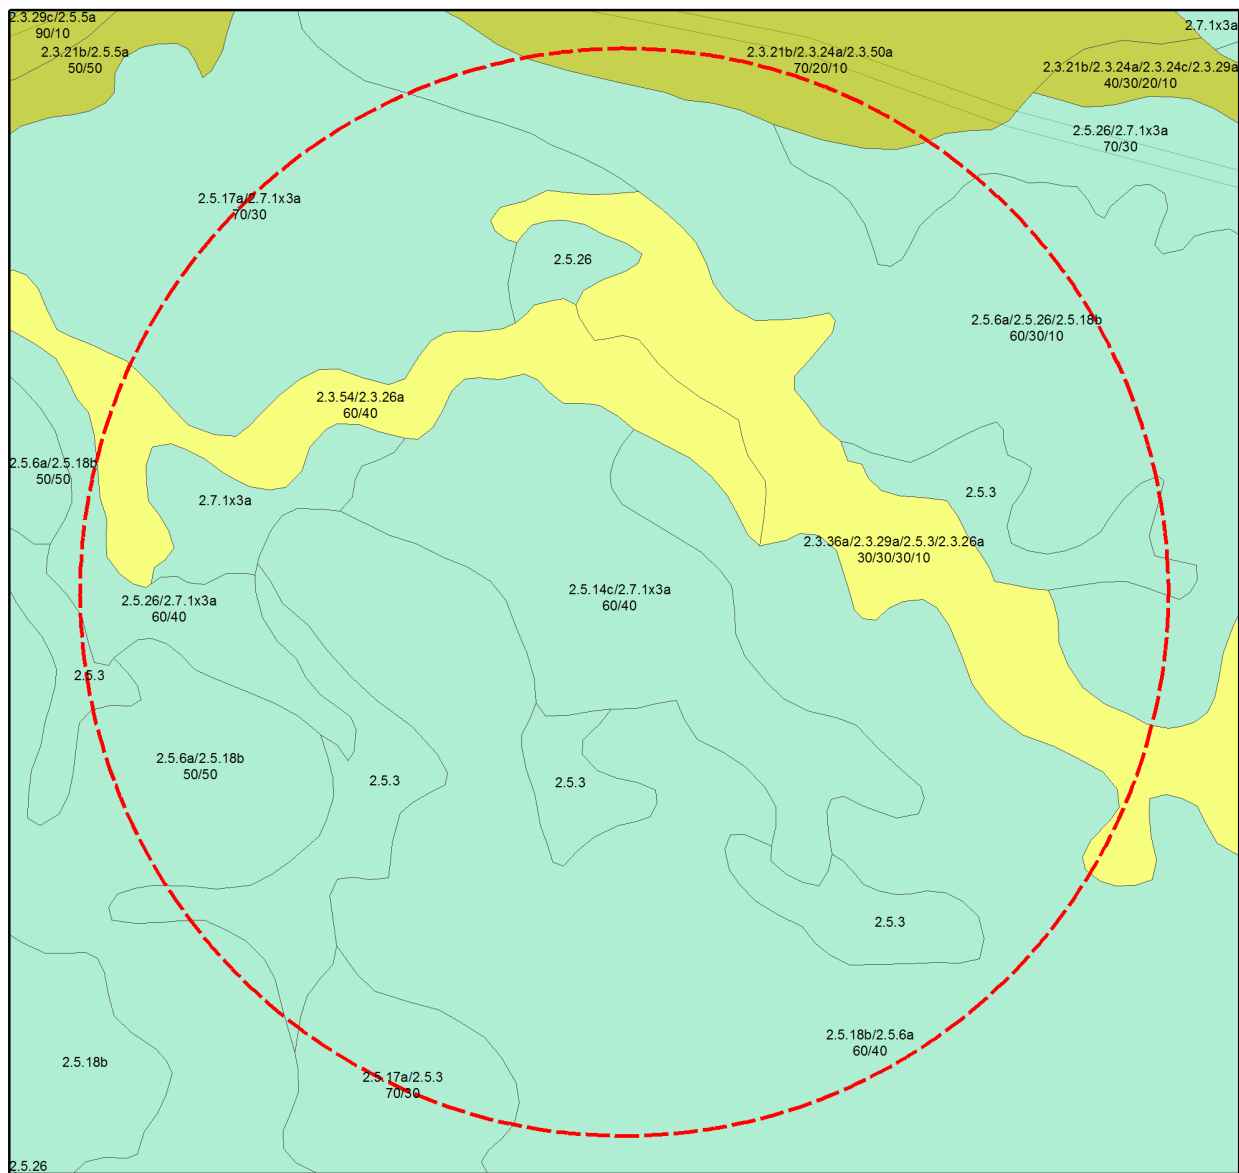 2.3.29c/2.5.5a
90/10
2.7.1x3a
2.3.21b/2.5.5a
50/50
2.3.21b/2.3.24a/2.3.50a
70/20/10
2.3.21b/2.3.24a/2.3.24c/2.3.29a
40/30/20/10
2.5.26/2.7.1x3a
70/30
2.5.17a/2.7.1x3a
70/30
2.5.26
2.5.6a/2.5.26/2.5.18b
60/30/10
2.3.54/2.3.26a
60/40
2.5.6a/2.5.18b
50/50
2.7.1x3a
2.5.3
2.3.36a/2.3.29a/2.5.3/2.3.26a
30/30/30/10
2.5.26/2.7.1x3a
60/40
2.5.14c/2.7.1x3a
60/40
2.5.3
2.5.6a/2.5.18b
50/50
2.5.3
2.5.3
2.5.3
2.5.18b/2.5.6a
60/40
2.5.18b
2.5.17a/2.5.3
70/30
2.5.26